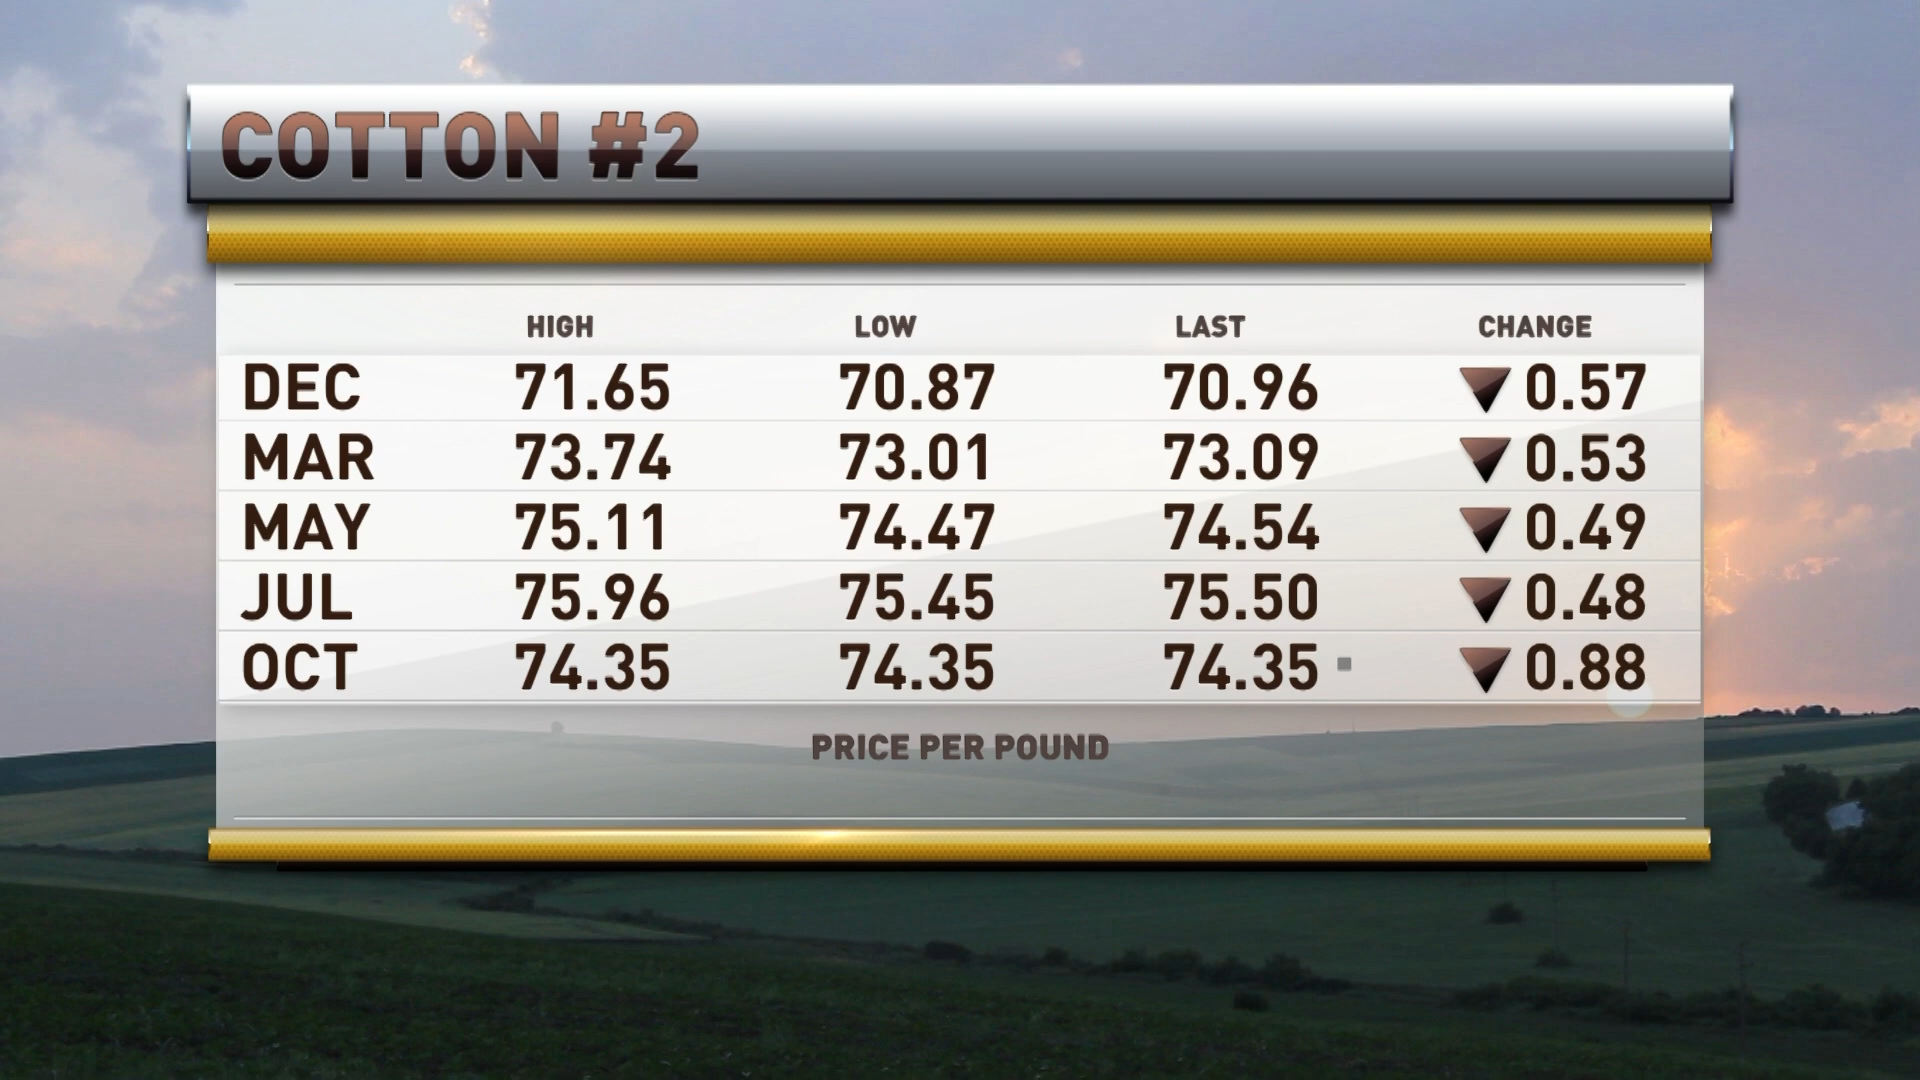 COTTON #2
HIGH LOW LAST CHANGE
DEC 71.65 70.87 70.96 ▼ 0.57
MAR 73.74 73.01 73.09 ▼ 0.53
MAY 75.11 74.47 74.54 ▼ 0.49
JUL 75.96 75.45 75.50 ▼ 0.48
OCT 74.35 74.35 74.35 ▪ ▼ 0.88
PRICE PER POUND